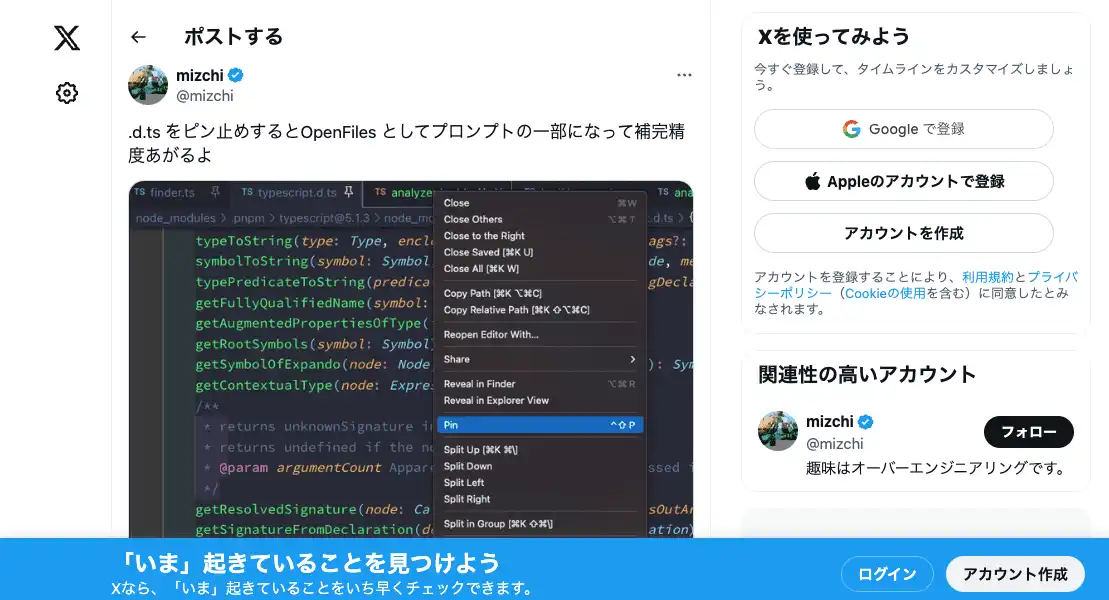 ポストする
mizchi
@mizchi
.d.ts をピン止めするとOpenFiles としてプロンプトの一部になって補完精
度あがるよ
TS finder.ts TS typescript.d.ts TS analyze TS ana
node_modules > .pnpm > typescript@5.1.3 > node_mo .d.ts >
typeToString(type: Type, encl ags?:
symbolToString(symbol: Symbol de, me
typePredicateToString(predica gDecla
getFullyQualifiedName(symbol:
getAugmentedPropertiesOfType(
getRootSymbols(symbol: Symbol
getSymbolOfExpando(node: Node ): Sym
getContextualType(node: Expre
/**
* returns unknownSignature i
* returns undefined if the no
* @param argumentCount Appar ssed i
*/
getResolvedSignature(node: Ca sOutAr
getSignatureFromDeclaration(de ation)
Close ⌘W
Close Others ⌥⌘T
Close to the Right
Close Saved [⌘K U]
Close All [⌘K W]
Copy Path [⌘K ⌥⌘C]
Copy Relative Path [⌘K ⇧⌥⌘C]
Reopen Editor With...
Share >
Reveal in Finder ⌥⌘R
Reveal in Explorer View
Pin ^⇧P
Split Up [⌘K ⌘\]
Split Down
Split Left
Split Right
Split in Group [⌘K ⇧⌘\]
Xを使ってみよう
今すぐ登録して、タイムラインをカスタマイズしましょ
う。
Google で登録
Appleのアカウントで登録
アカウントを作成
アカウントを登録することにより、利用規約とプライバ
シーポリシー（Cookieの使用を含む）に同意したとみ
なされます。
関連性の高いアカウント
mizchi
@mizchi
フォロー
趣味はオーバーエンジニアリングです。
「いま」起きていることを見つけよう
Xなら、「いま」起きていることをいち早くチェックできます。
ログイン
アカウント作成